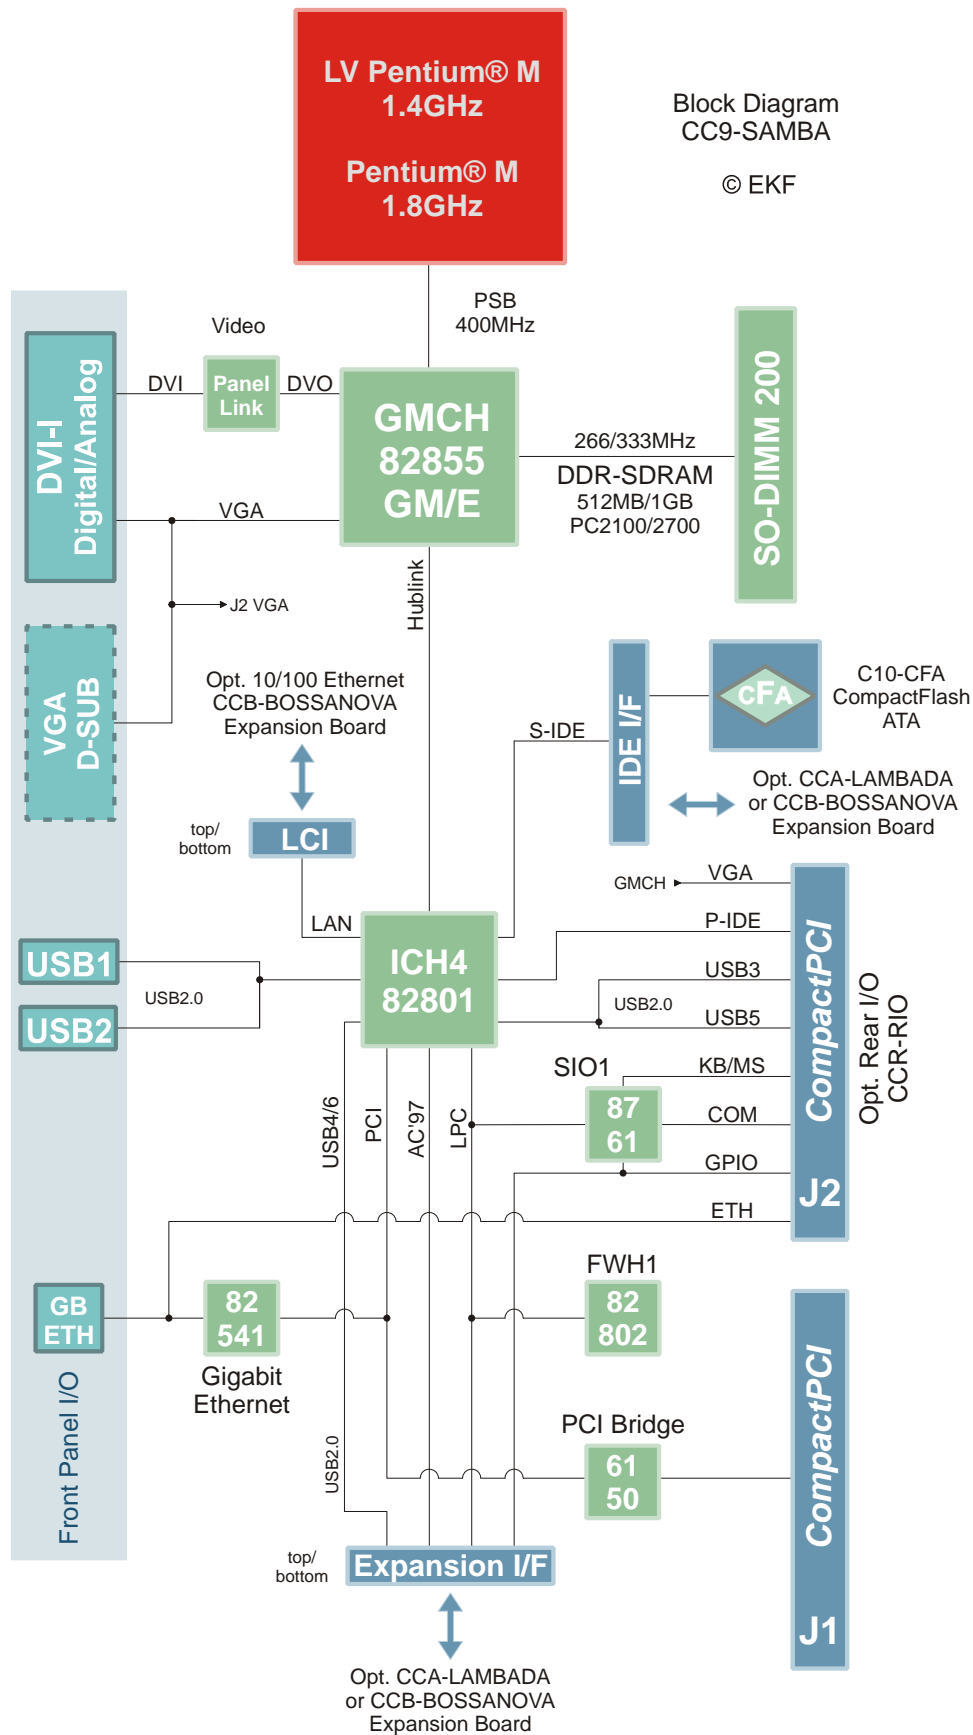 LV Pentium® M
1.4GHz
Pentium® M
1.8GHz
Block Diagram
CC9-SAMBA
© EKF
PSB
400MHz
Video
DVI-I
Digital/Analog
DVI
Panel
Link
DVO
GMCH
82855
GM/E
266/333MHz
DDR-SDRAM
512MB/1GB
PC2100/2700
SO-DIMM 200
VGA
J2 VGA
Hublink
VGA
D-SUB
Opt. 10/100 Ethernet
CCB-BOSSANOVA
Expansion Board
S-IDE
IDE I/F
CFA
C10-CFA
CompactFlash
ATA
Opt. CCA-LAMBADA
or CCB-BOSSANOVA
Expansion Board
top/
bottom
LCI
LAN
GMCH
VGA
P-IDE
USB3
USB2.0
USB5
KB/MS
COM
GPIO
ETH
CompactPCI
J2
Opt. Rear I/O
CCR-RIO
USB1
USB2.0
USB2
ICH4
82801
SIO1
87
61
USB4/6
PCI
AC'97
LPC
GB
ETH
82
541
Gigabit
Ethernet
FWH1
82
802
Front Panel I/O
USB2.0
PCI Bridge
61
50
CompactPCI
J1
top/
bottom
Expansion I/F
Opt. CCA-LAMBADA
or CCB-BOSSANOVA
Expansion Board